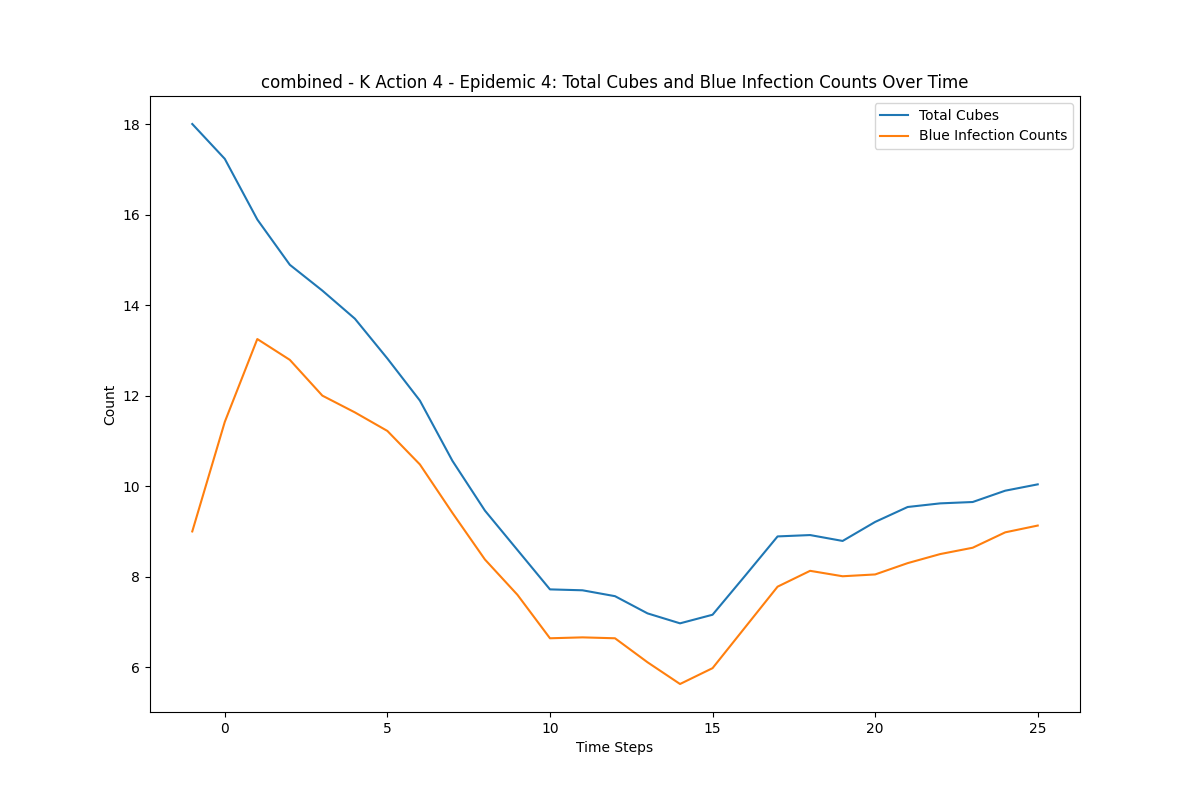 combined - K Action 4 - Epidemic 4: Total Cubes and Blue Infection Counts Over Time
Total Cubes
Blue Infection Counts
18
16
14
12
10
8
6
Count
0 5 10 15 20 25
Time Steps